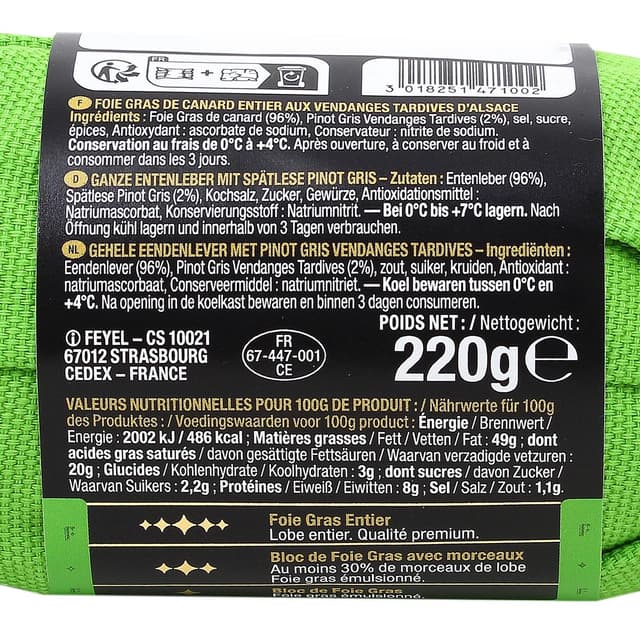 FR
+
3 018251 471002
F FOIE GRAS DE CANARD ENTIER AUX VENDANGES TARDIVES D'ALSACE
Ingrédients : Foie Gras de canard (96%), Pinot Gris Vendanges Tardives (2%), sel, sucre,
épices, Antioxydant : ascorbate de sodium, Conservateur : nitrite de sodium.
Conservation au frais de 0°C à +4°C. Après ouverture, à conserver au froid et à
consommer dans les 3 jours.
D GANZE ENTENLEBER MIT SPÄTLESE PINOT GRIS – Zutaten : Entenleber (96%),
Spätlese Pinot Gris (2%), Kochsalz, Zucker, Gewürze, Antioxidationsmittel :
Natriumascorbat, Konservierungsstoff : Natriumnitrit. — Bei 0°C bis +7°C lagern. Nach
Öffnung kühl lagern und innerhalb von 3 Tagen verbrauchen.
NL GEHELE EENDENLEVER MET PINOT GRIS VENDANGES TARDIVES – Ingrediënten :
Eendenlever (96%), Pinot Gris Vendanges Tardives (2%), zout, suiker, kruiden, Antioxidant :
natriumascorbaat, Conserveermiddel : natriumnitriet. — Koel bewaren tussen 0°C en
+4°C. Na opening in de koelkast bewaren en binnen 3 dagen consumeren.
POIDS NET : / Nettogewicht :
220g e
FEYEL – CS 10021
67012 STRASBOURG
CEDEX – FRANCE
FR
67-447-001
CE
VALEURS NUTRITIONNELLES POUR 100G DE PRODUIT : / Nährwerte für 100g
des Produktes : / Voedingswaarden voor 100g product : Énergie / Brennwert /
Energie : 2002 kJ / 486 kcal ; Matières grasses / Fett / Vetten / Fat : 49g ; dont
acides gras saturés / davon gesättigte Fettsäuren / Waarvan verzadigde vetzuren :
20g ; Glucides / Kohlenhydrate / Koolhydraten : 3g ; dont sucres / davon Zucker /
Waarvan Suikers : 2,2g ; Protéines / Eiweiß / Eiwitten : 8g ; Sel / Salz / Zout : 1,1g.
Foie Gras Entier
Lobe entier. Qualité premium.
Bloc de Foie Gras avec morceaux
Au moins 30% de morceaux de lobe
Foie gras émulsionné.
Bloc de Foie Gras
Foie gras émulsionné.